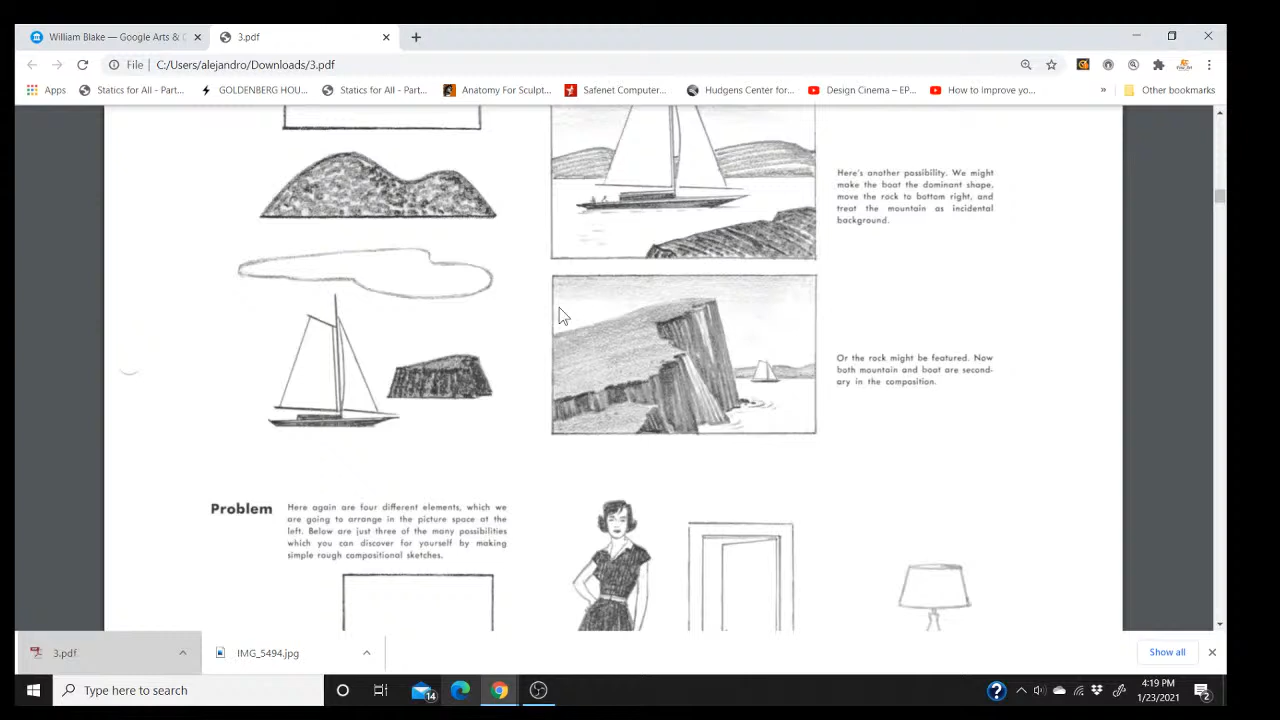 William Blake — Google Arts & C
3.pdf
File
C:/Users/alejandro/Downloads/3.pdf
Apps
Statics for All - Part...
GOLDENBERG HOU...
Statics for All - Part...
Anatomy For Sculpt...
Safenet Computer...
Hudgens Center for...
Design Cinema – EP...
How to Improve yo...
»
Other bookmarks
Here's another possibility. We might
make the boat the dominant shape,
move the rock to bottom right, and
treat the mountain as incidental
background.
Or the rock might be featured. Now
both mountain and boat are second-
ary in the composition.
Problem
Here again are four different elements, which we
are going to arrange in the picture space at the
left. Below are just three of the many possibilities
which you can discover for yourself by making
simple rough compositional sketches.
3.pdf
IMG_5494.jpg
Show all
Type here to search
14
4:19 PM
1/23/2021
2